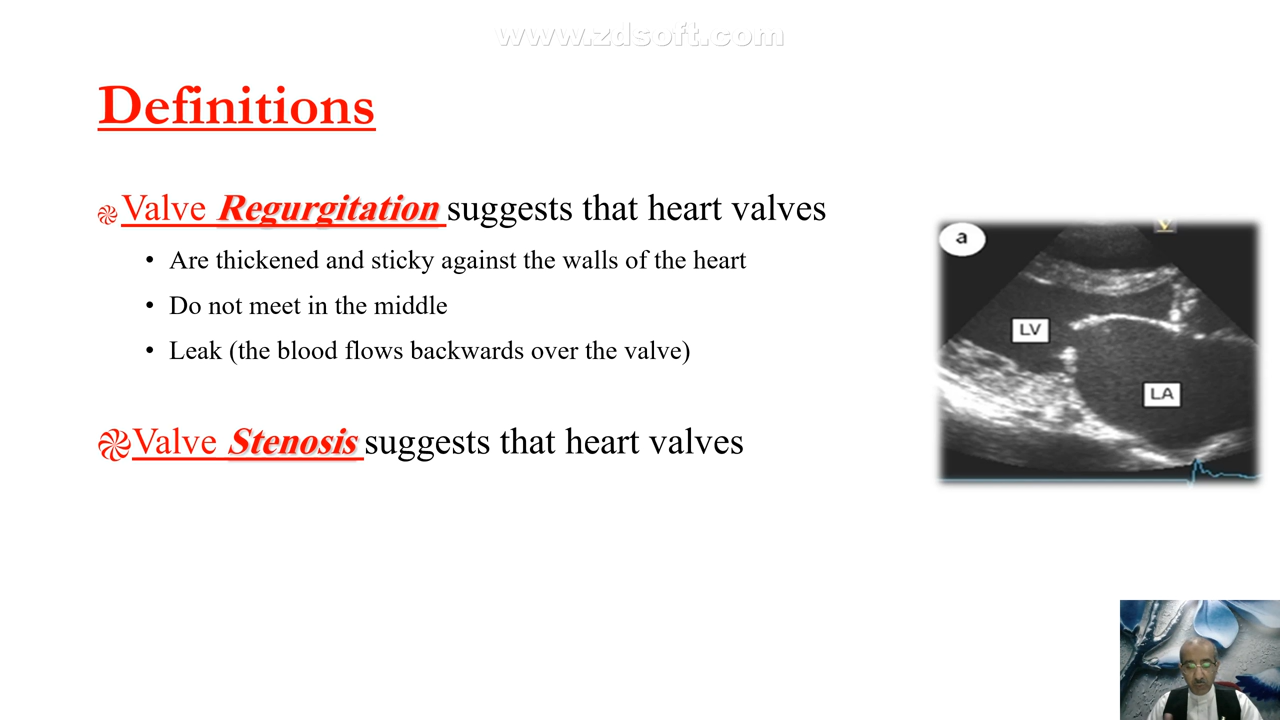 www.zdsoft.com
Definitions
Valve Regurgitation suggests that heart valves
• Are thickened and sticky against the walls of the heart
• Do not meet in the middle
• Leak (the blood flows backwards over the valve)
Valve Stenosis suggests that heart valves
a
V
LV
LA